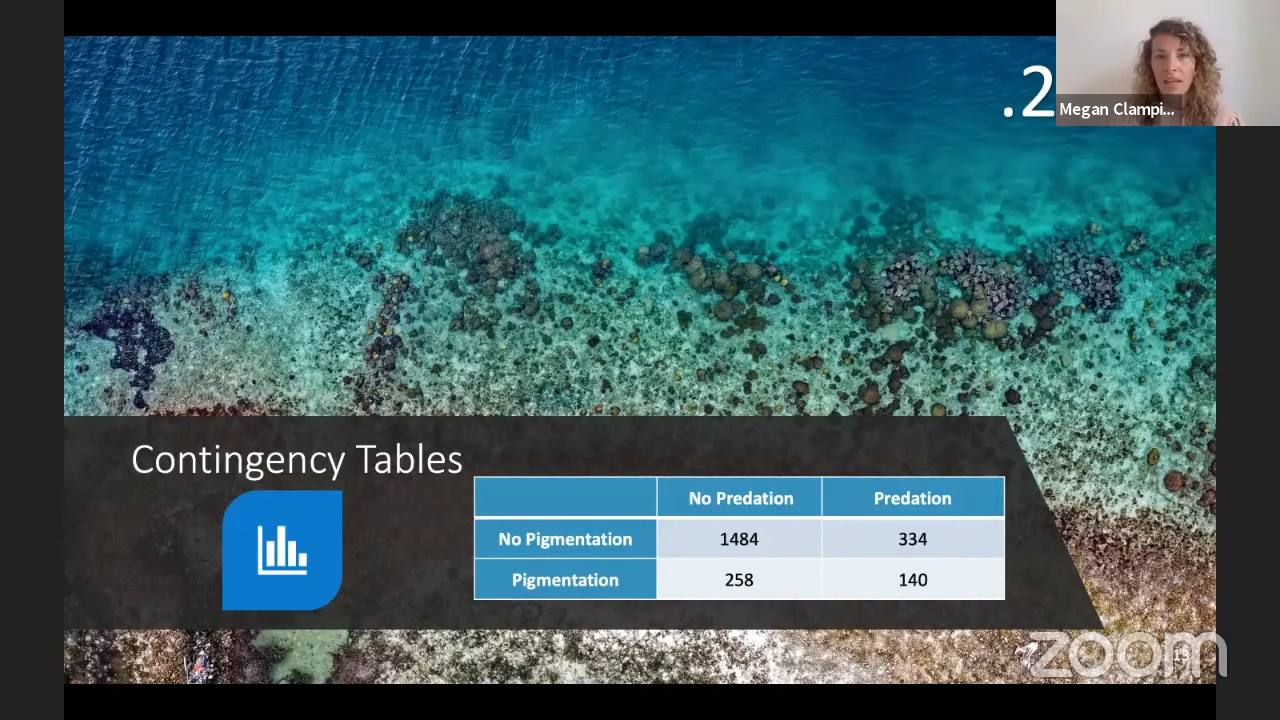 .2
Megan Clampi...
Contingency Tables
No Predation Predation
No Pigmentation 1484 334
Pigmentation 258 140
zoom